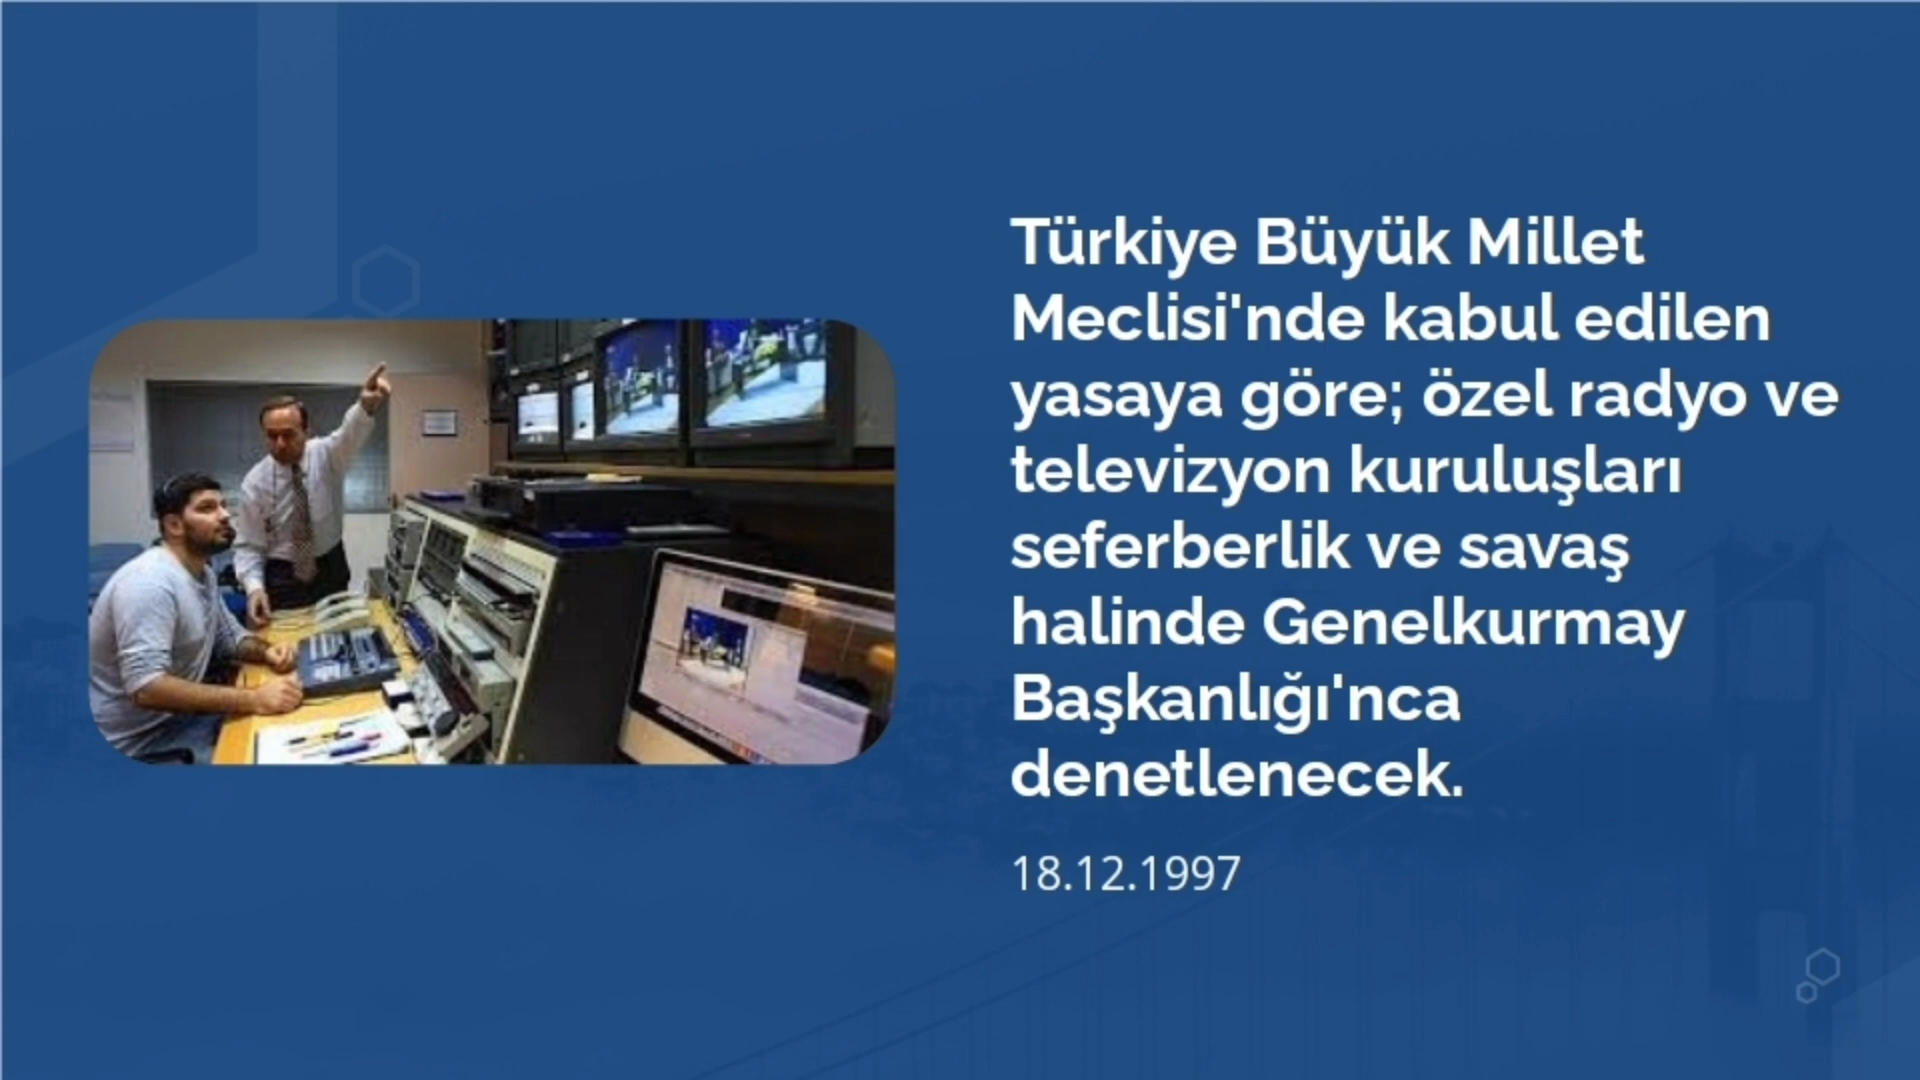 Türkiye Büyük Millet
Meclisi'nde kabul edilen
yasaya göre; özel radyo ve
televizyon kuruluşları
seferberlik ve savaş
halinde Genelkurmay
Başkanlığı'nca
denetlenecek.
18.12.1997